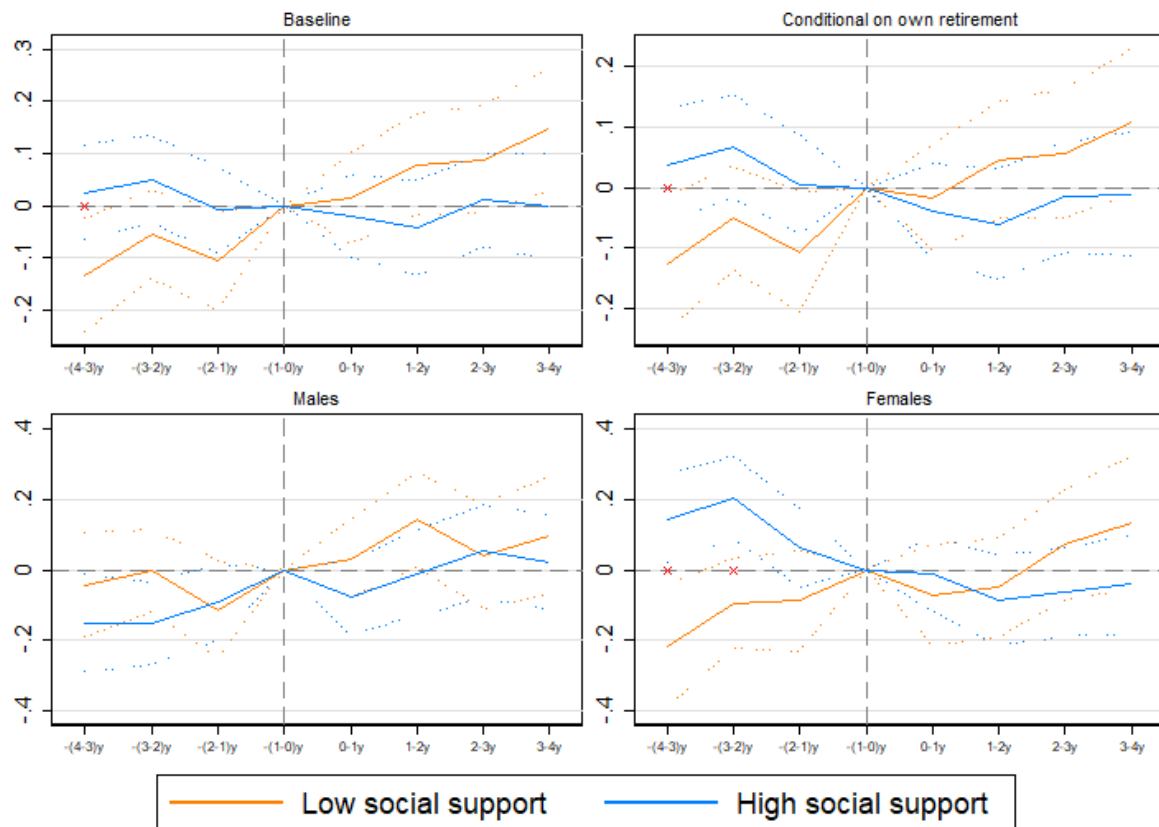 Baseline
Conditional on own retirement
.3
.2
.1
0
-.1
-.2
-(4-3)y -(3-2)y -(2-1)y -(1-0)y 0-1y 1-2y 2-3y 3-4y
.2
.1
0
-.1
-.2
-(4-3)y -(3-2)y -(2-1)y -(1-0)y 0-1y 1-2y 2-3y 3-4y
Males
Females
.4
.2
0
-.2
-.4
-(4-3)y -(3-2)y -(2-1)y -(1-0)y 0-1y 1-2y 2-3y 3-4y
.4
.2
0
-.2
-.4
-(4-3)y -(3-2)y -(2-1)y -(1-0)y 0-1y 1-2y 2-3y 3-4y
Low social support
High social support